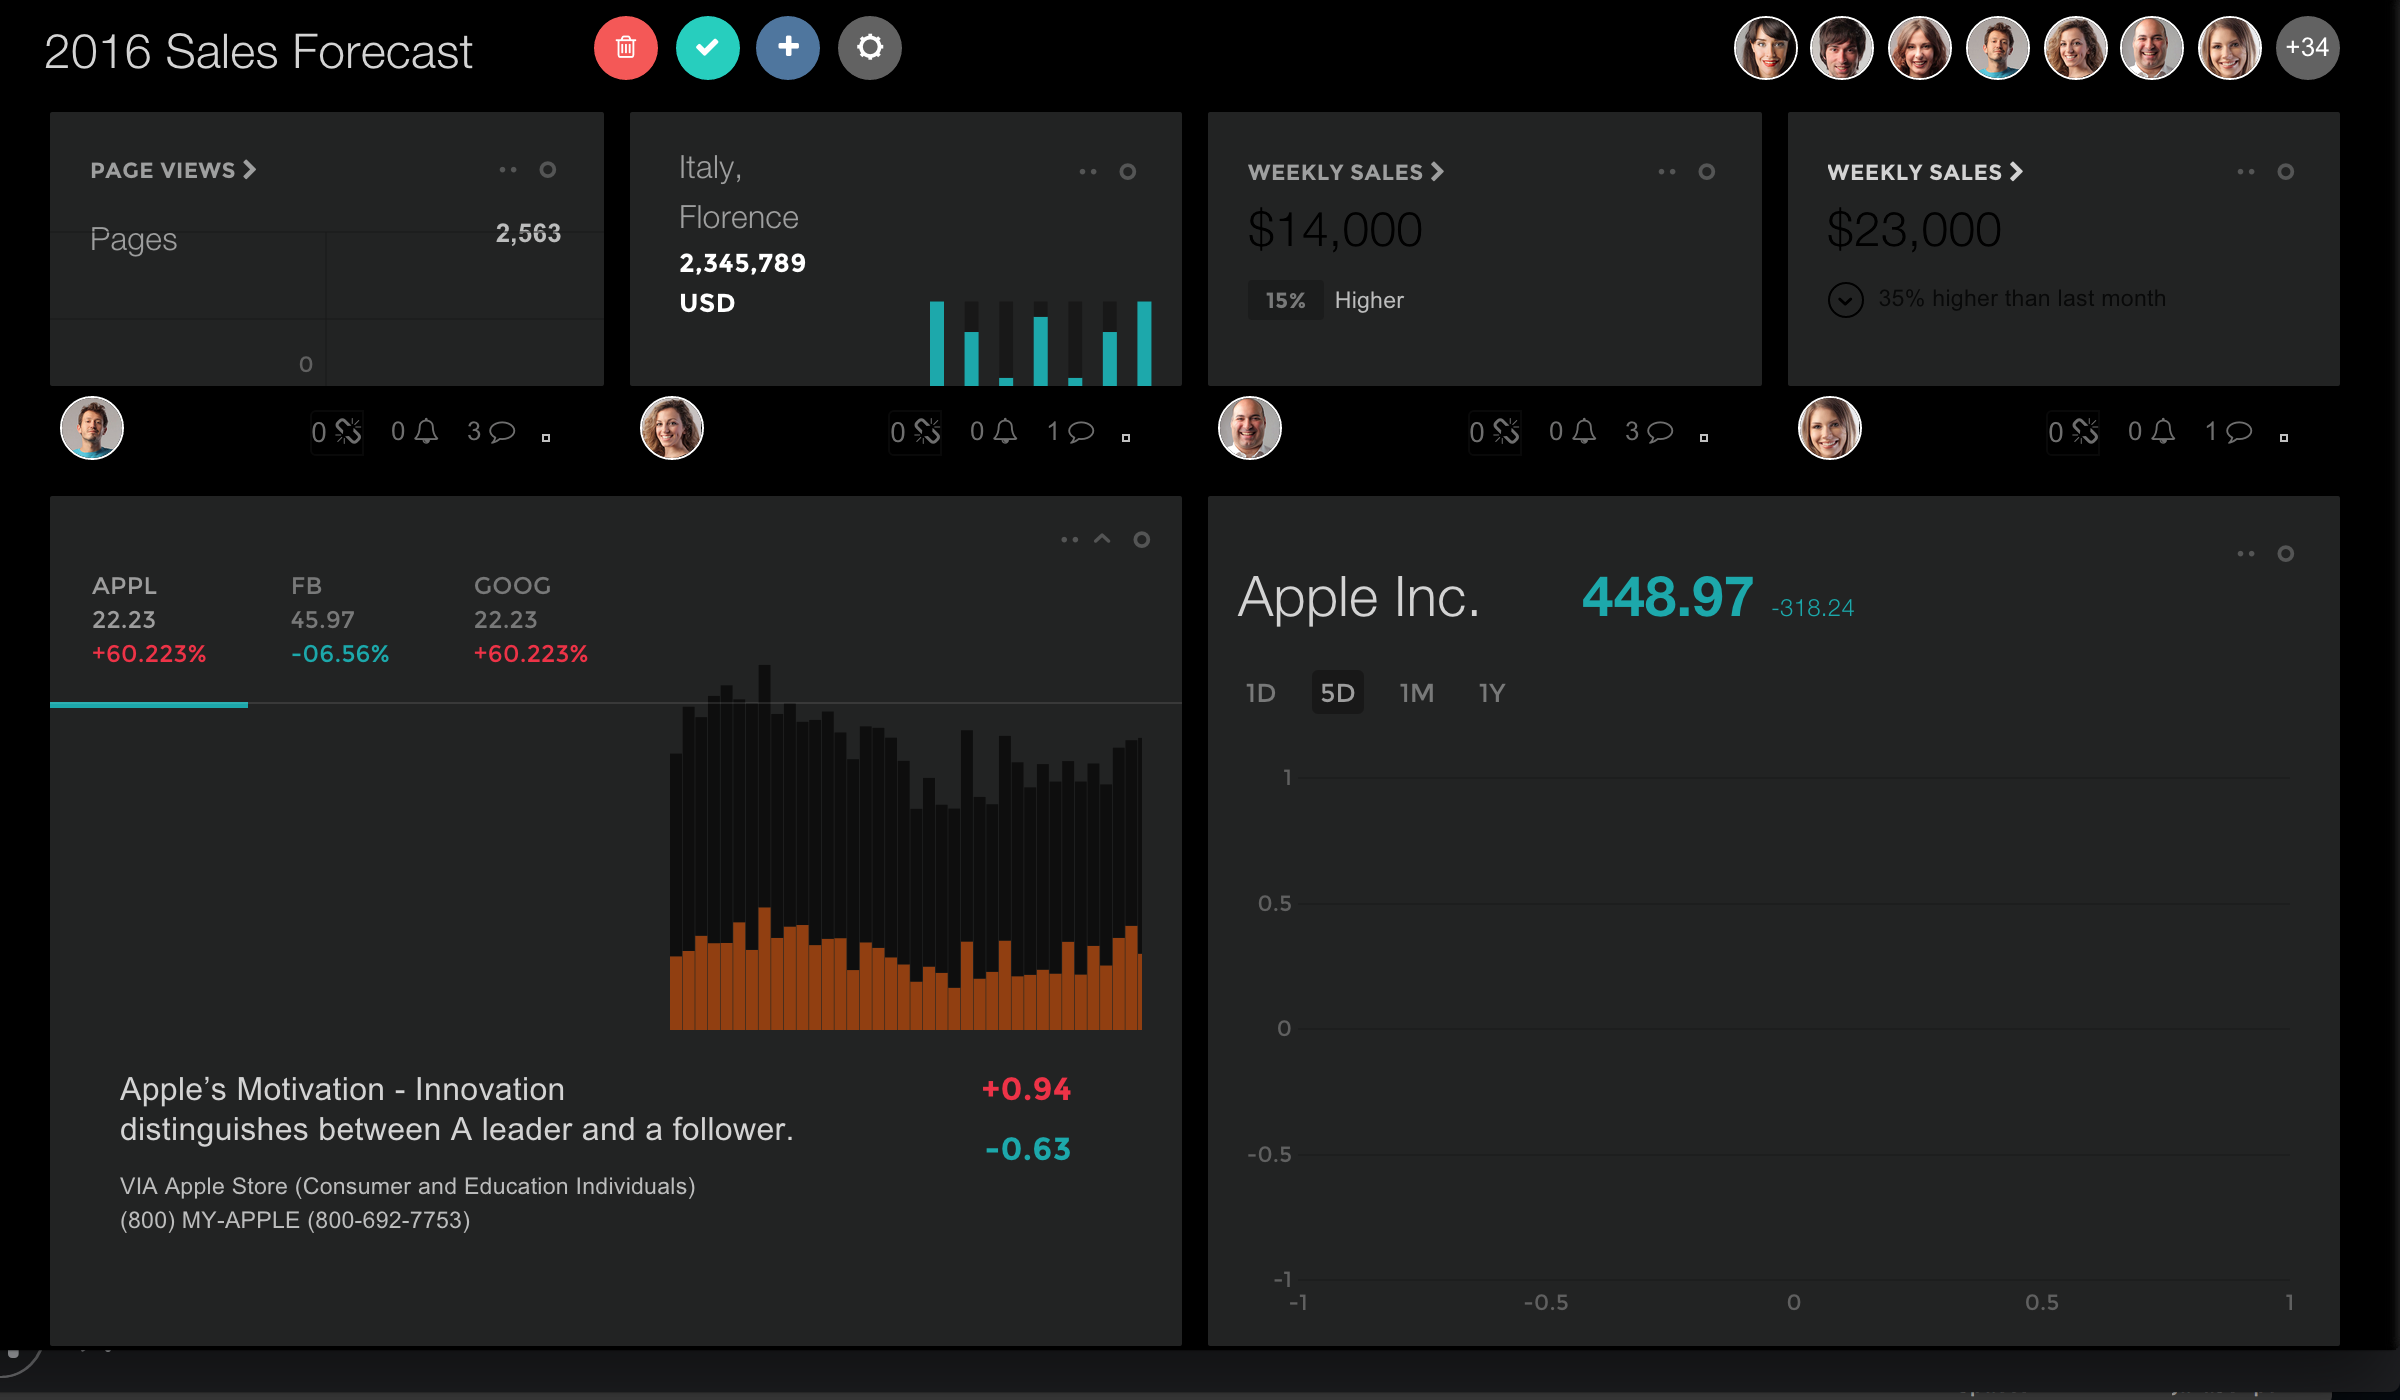 2016 Sales Forecast
+34
PAGE VIEWS
Pages
2,563
0
Italy,
Florence
2,345,789
USD
WEEKLY SALES
$14,000
15% Higher
WEEKLY SALES
$23,000
35% higher than last month
0 0 3
0 0 1
0 0 3
0 0 1
APPL
22.23
+60.223%
FB
45.97
-06.56%
GOOG
22.23
+60.223%
Apple’s Motivation - Innovation
distinguishes between A leader and a follower.
VIA Apple Store (Consumer and Education Individuals)
(800) MY-APPLE (800-692-7753)
+0.94
-0.63
Apple Inc. 448.97 -318.24
1D 5D 1M 1Y
1
0.5
0
-0.5
-1
-1 -0.5 0 0.5 1